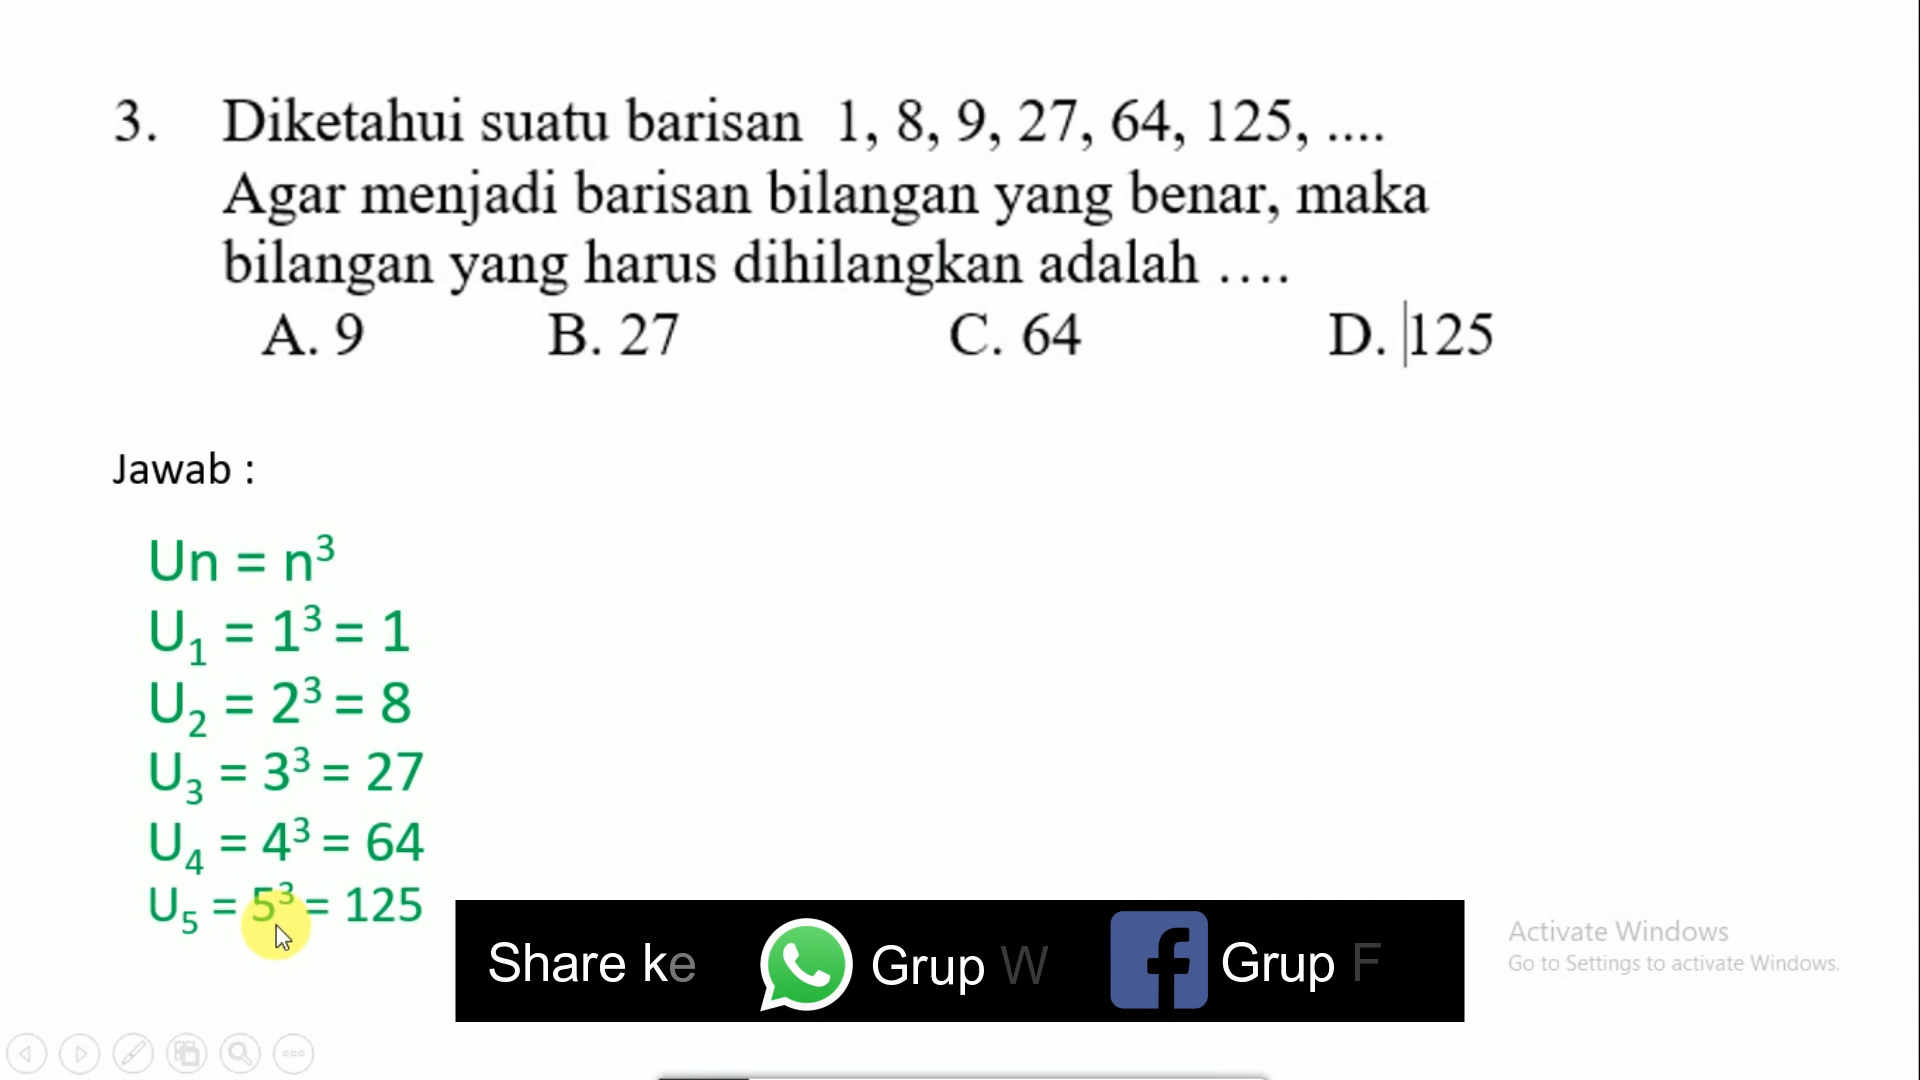 3. Diketahui suatu barisan 1, 8, 9, 27, 64, 125, ....
Agar menjadi barisan bilangan yang benar, maka
bilangan yang harus dihilangkan adalah ….
A. 9 B. 27 C. 64 D. 125
Jawab :
Un = n³
U₁ = 1³ = 1
U₂ = 2³ = 8
U₃ = 3³ = 27
U₄ = 4³ = 64
U₅ = 5³ = 125
Share ke Grup W Grup F
Activate Windows
Go to Settings to activate Windows.